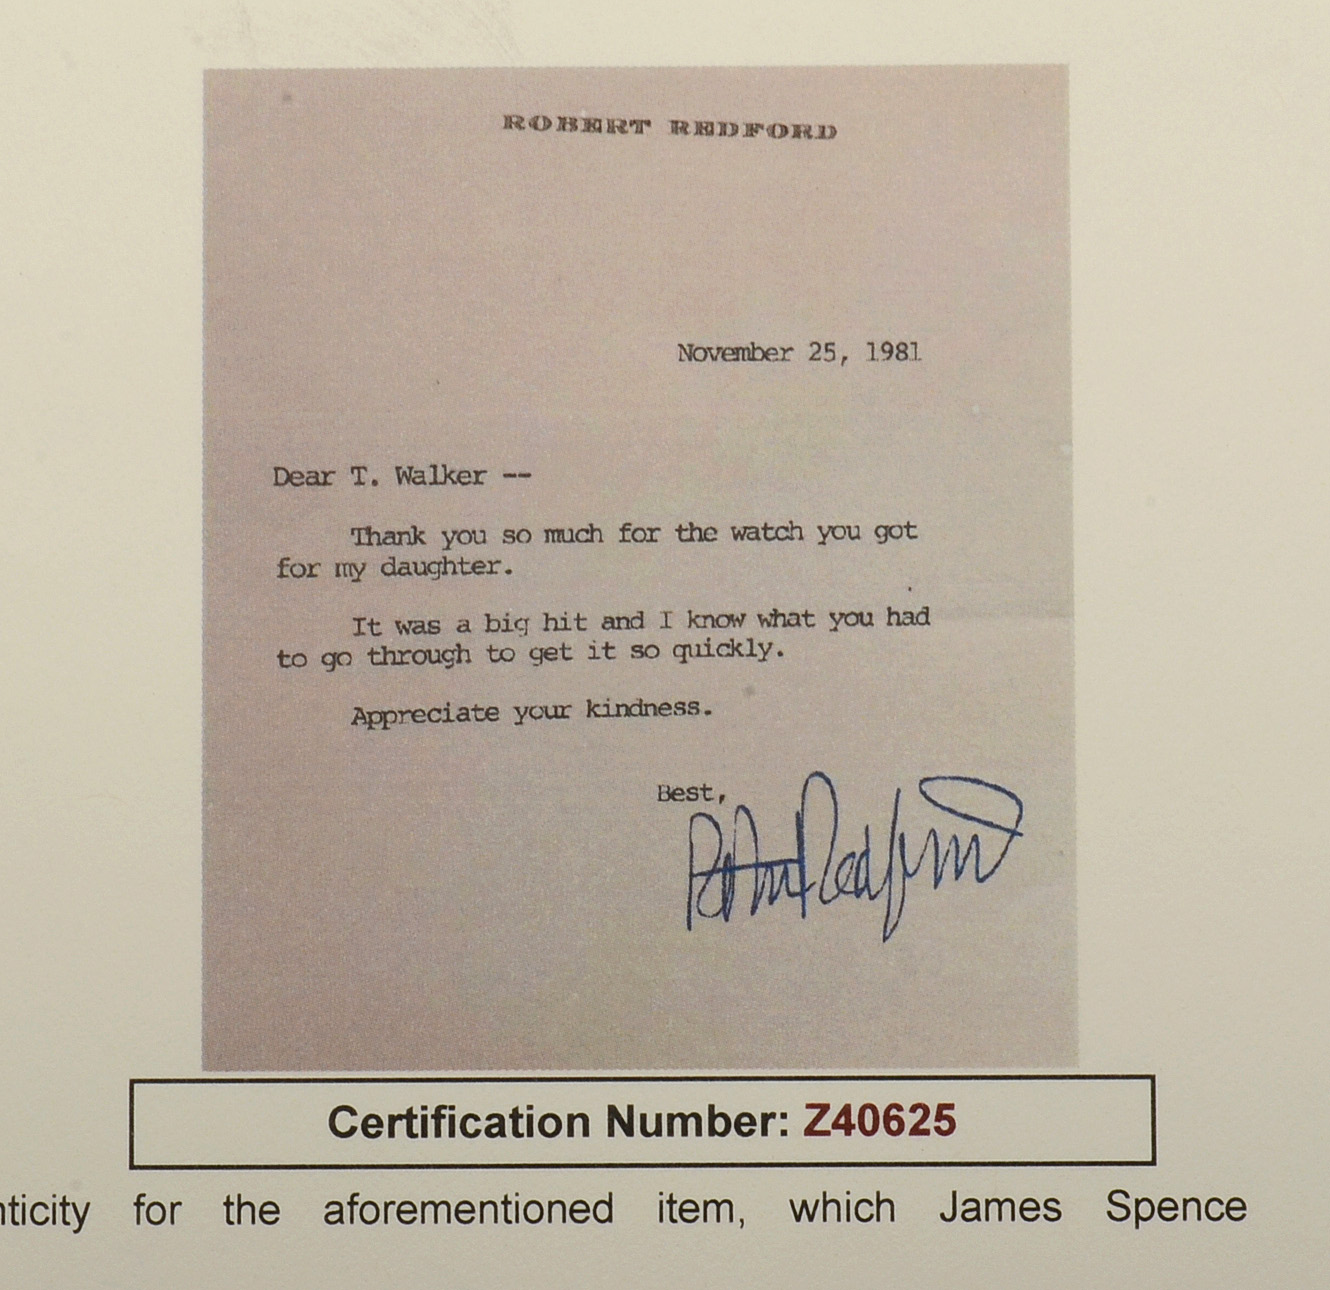 ROBERT REDFORD
November 25, 1981
Dear T. Walker --
Thank you so much for the watch you got
for my daughter.
It was a big hit and I know what you had
to go through to get it so quickly.
Appreciate your kindness.
Best,
Robert Redford
Certification Number: Z40625
nticity for the aforementioned item, which James Spence